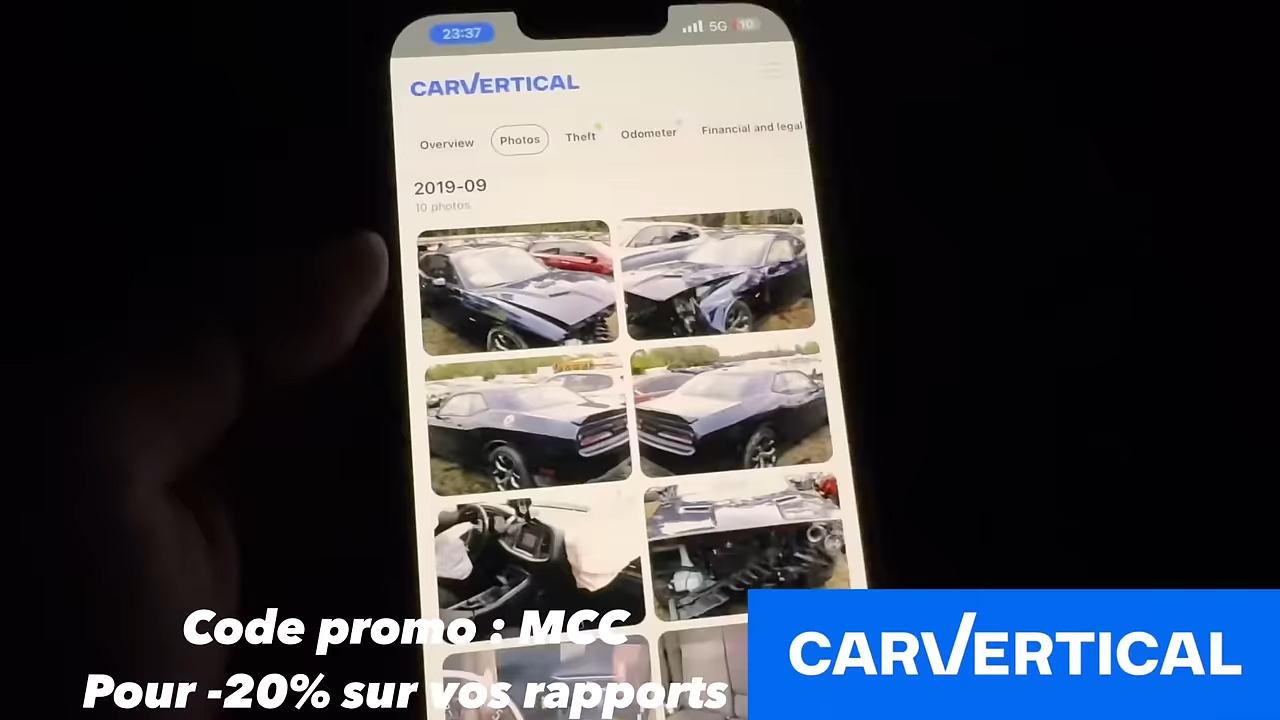 23:37
5G
10
CARVERTICAL
Overview
Photos
Theft
Odometer
Financial and legal
2019-09
10 photos
Code promo : MCC
Pour -20% sur vos rapports
CARVERTICAL